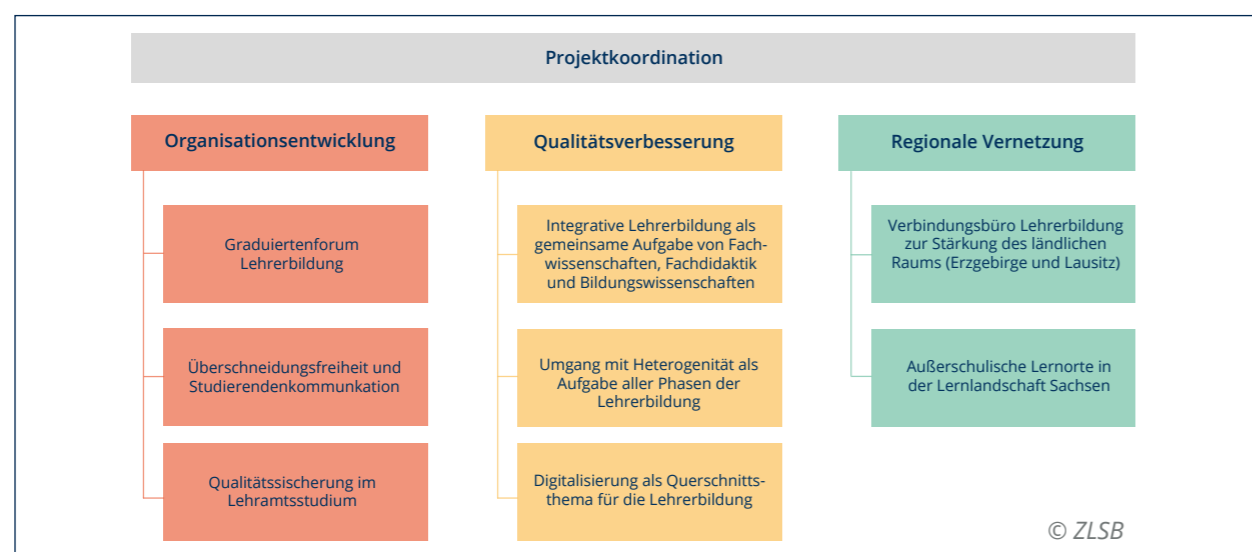 Projektkoordination
Organisationsentwicklung
Graduiertenforum
Lehrerbildung
Überschneidungsfreiheit und
Studierendenkommunkation
Qualitätssischerung im
Lehramtsstudium
Qualitätsverbesserung
Integrative Lehrerbildung als
gemeinsame Aufgabe von Fach-
wissenschaften, Fachdidaktik
und Bildungswissenschaften
Umgang mit Heterogenität als
Aufgabe aller Phasen der
Lehrerbildung
Digitalisierung als Querschnitts-
thema für die Lehrerbildung
Regionale Vernetzung
Verbindungsbüro Lehrerbildung
zur Stärkung des ländlichen
Raums (Erzgebirge und Lausitz)
Außerschulische Lernorte in
der Lernlandschaft Sachsen
© ZLSB